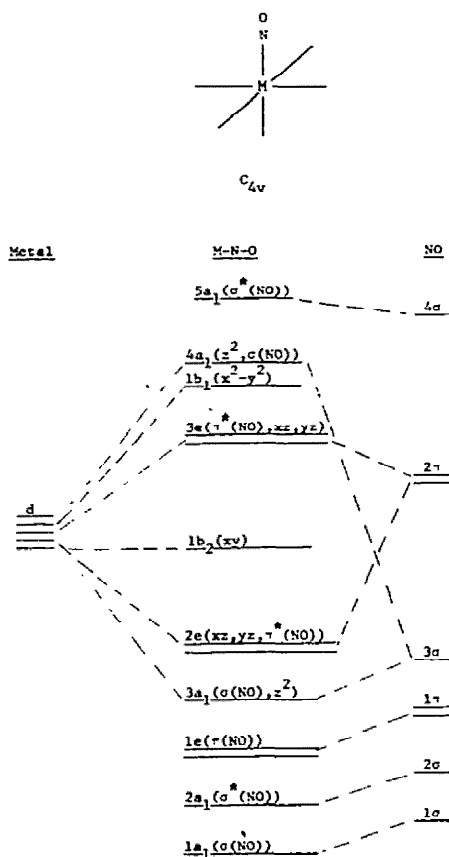 O
N
M
C4v
Metal M-N-O NO
5a1(σ*(NO))
4σ
4a1(z²,σ(NO))
1b1(x²-y²)
3e(π*(NO),xz,yz)
2π
d
1b2(xy)
2e(xz,yz,π*(NO))
3σ
3a1(σ(NO),z²)
1π
1e(π(NO))
2σ
2a1(σ*(NO))
1σ
1a1(σ(NO))